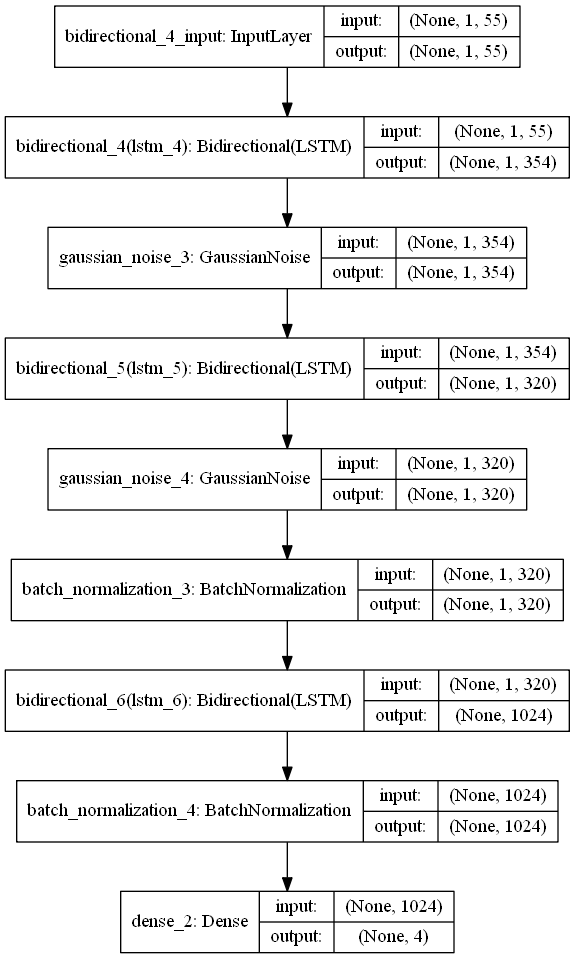 bidirectional_4_input: InputLayer
input: (None, 1, 55)
output: (None, 1, 55)
bidirectional_4(lstm_4): Bidirectional(LSTM)
input: (None, 1, 55)
output: (None, 1, 354)
gaussian_noise_3: GaussianNoise
input: (None, 1, 354)
output: (None, 1, 354)
bidirectional_5(lstm_5): Bidirectional(LSTM)
input: (None, 1, 354)
output: (None, 1, 320)
gaussian_noise_4: GaussianNoise
input: (None, 1, 320)
output: (None, 1, 320)
batch_normalization_3: BatchNormalization
input: (None, 1, 320)
output: (None, 1, 320)
bidirectional_6(lstm_6): Bidirectional(LSTM)
input: (None, 1, 320)
output: (None, 1024)
batch_normalization_4: BatchNormalization
input: (None, 1024)
output: (None, 1024)
dense_2: Dense
input: (None, 1024)
output: (None, 4)